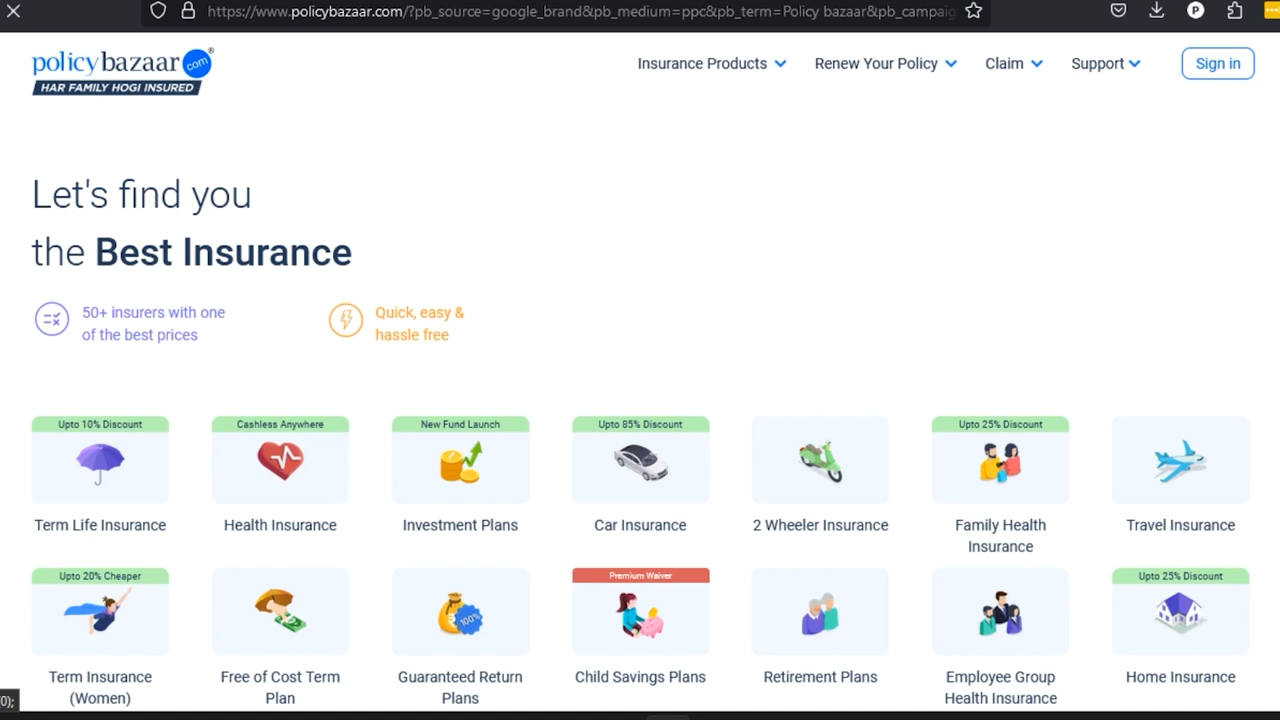 https://www.policybazaar.com/?pb_source=google_brand&pb_medium=ppc&pb_term=Policy bazaar&pb_campaig
P
policybazaar com ®
HAR FAMILY HOGI INSURED
Insurance Products Renew Your Policy Claim Support Sign in
Let's find you
the Best Insurance
50+ insurers with one
of the best prices
Quick, easy &
hassle free
Upto 10% Discount Cashless Anywhere New Fund Launch Upto 85% Discount Upto 25% Discount
Term Life Insurance Health Insurance Investment Plans Car Insurance 2 Wheeler Insurance Family Health Travel Insurance
Insurance
Upto 20% Cheaper Premium Waiver Upto 25% Discount
100%
Term Insurance Free of Cost Term Guaranteed Return Child Savings Plans Retirement Plans Employee Group Home Insurance
(Women) Plan Plans Health Insurance
0);